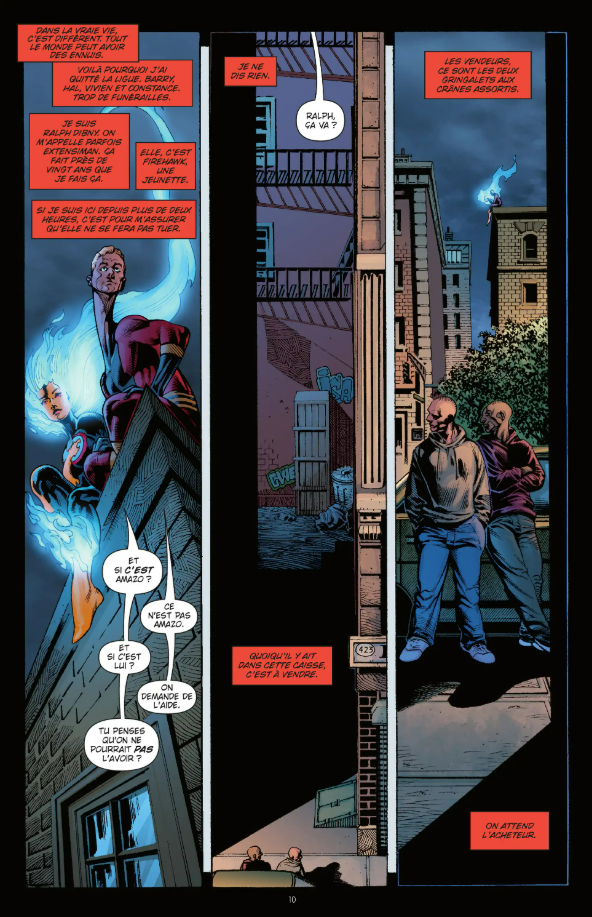 DANS LA VRAIE VIE,
C'EST DIFFÉRENT. TOUT
LE MONDE PEUT AVOIR
DES ENNUIS.
VOILÀ POURQUOI J'AI
QUITTÉ LA LIGUE. BARRY,
HAL, VIVIEN ET CONSTANCE.
TROP DE FUNÉRAILLES.
JE SUIS
RALPH DIBNY. ON
M'APPELLE PARFOIS
EXTENSIMAN. ÇA
FAIT PRÈS DE
VINGT ANS QUE
JE FAIS ÇA.
ELLE, C'EST
FIREHAWK,
UNE
JEUNETTE.
SI JE SUIS ICI DEPUIS PLUS DE DEUX
HEURES, C'EST POUR M'ASSURER
QU'ELLE NE SE FERA PAS TUER.
ET
SI C'EST
AMAZO ?
CE
N'EST PAS
AMAZO.
ET
SI C'EST
LUI ?
ON
DEMANDE DE
L'AIDE.
TU PENSES
QU'ON NE
POURRAIT PAS
L'AVOIR ?
JE NE
DIS RIEN.
RALPH,
ÇA VA ?
QUOIQU'IL Y AIT
DANS CETTE CAISSE,
C'EST À VENDRE.
423
LES VENDEURS,
CE SONT LES DEUX
GRINGALETS AUX
CRÂNES ASSORTIS.
ON ATTEND
L'ACHETEUR.
10